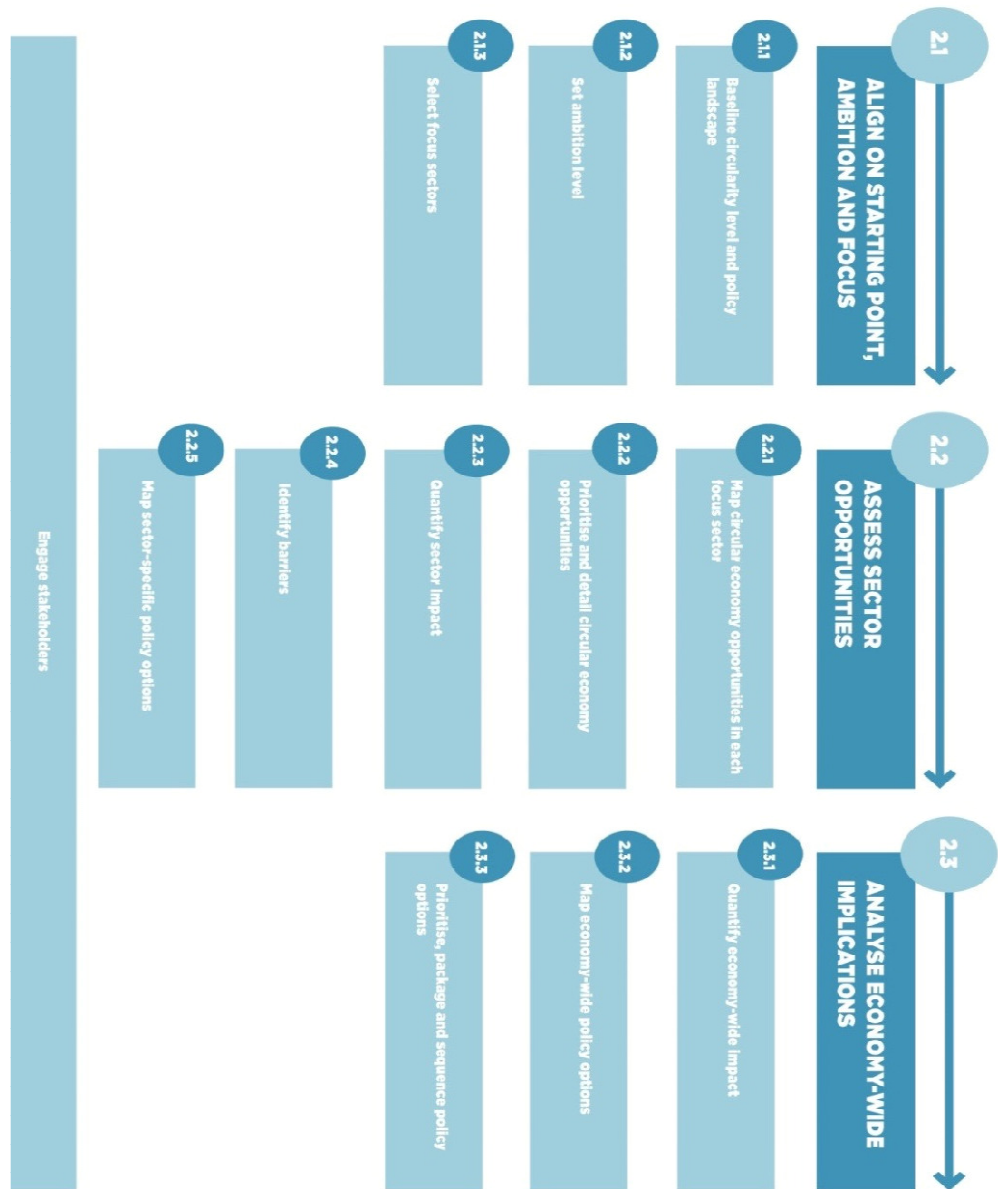 2.1
ALIGN ON STARTING POINT,
AMBITION AND FOCUS
2.1.1
Baseline circularity level and policy
landscape
2.1.2
Set ambition level
2.1.3
Select focus sectors
2.2
ASSESS SECTOR
OPPORTUNITIES
2.2.1
Map circular economy opportunities in each
focus sector
2.2.2
Prioritise and detail circular economy
opportunities
2.2.3
Quantify sector impact
2.2.4
Identify barriers
2.2.5
Map sector-specific policy options
2.3
ANALYSE ECONOMY-WIDE
IMPLICATIONS
2.3.1
Quantify economy-wide impact
2.3.2
Map economy-wide policy options
2.3.3
Prioritise, package and sequence policy
options
Engage stakeholders